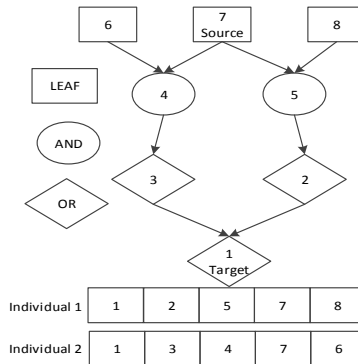 6
7
Source
8
LEAF
4
5
AND
3
2
OR
1
Target
Individual 1 1 2 5 7 8
Individual 2 1 3 4 7 6